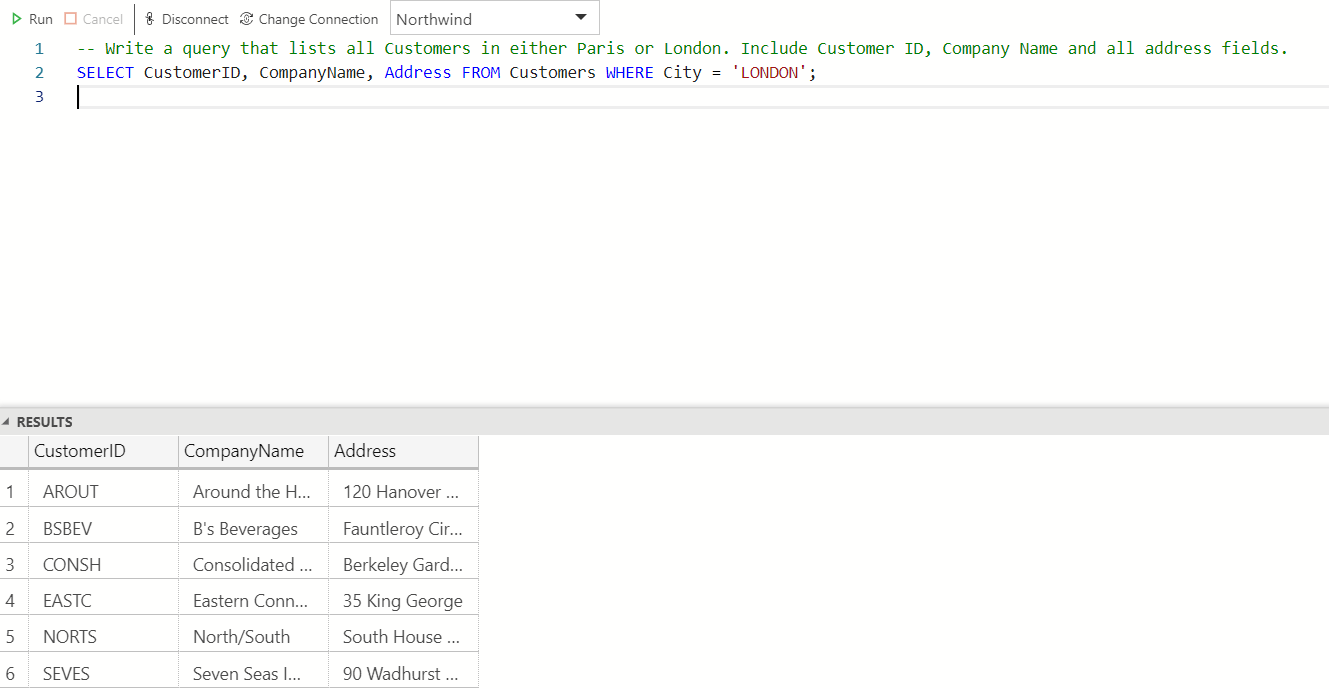 Run Cancel Disconnect Change Connection Northwind
1 -- Write a query that lists all Customers in either Paris or London. Include Customer ID, Company Name and all address fields.
2 SELECT CustomerID, CompanyName, Address FROM Customers WHERE City = 'LONDON';
3
RESULTS
CustomerID CompanyName Address
1 AROUT Around the H... 120 Hanover ...
2 BSBEV B's Beverages Fauntleroy Cir...
3 CONSH Consolidated ... Berkeley Gard...
4 EASTC Eastern Conn... 35 King George
5 NORTS North/South South House ...
6 SEVES Seven Seas I... 90 Wadhurst ...